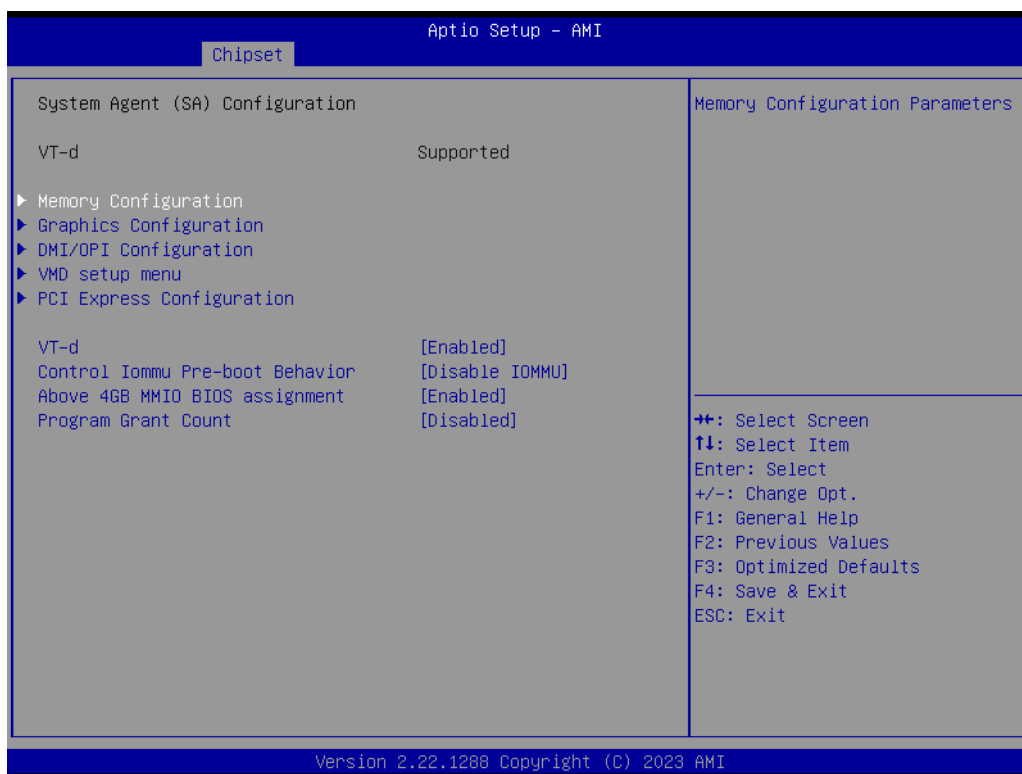 Aptio Setup - AMI
Chipset
System Agent (SA) Configuration
Memory Configuration Parameters
VT-d Supported
Memory Configuration
Graphics Configuration
DMI/OPI Configuration
VMD setup menu
PCI Express Configuration
VT-d [Enabled]
Control Iommu Pre-boot Behavior [Disable IOMMU]
Above 4GB MMIO BIOS assignment [Enabled]
Program Grant Count [Disabled]
→←: Select Screen
↑↓: Select Item
Enter: Select
+/-: Change Opt.
F1: General Help
F2: Previous Values
F3: Optimized Defaults
F4: Save & Exit
ESC: Exit
Version 2.22.1288 Copyright (C) 2023 AMI